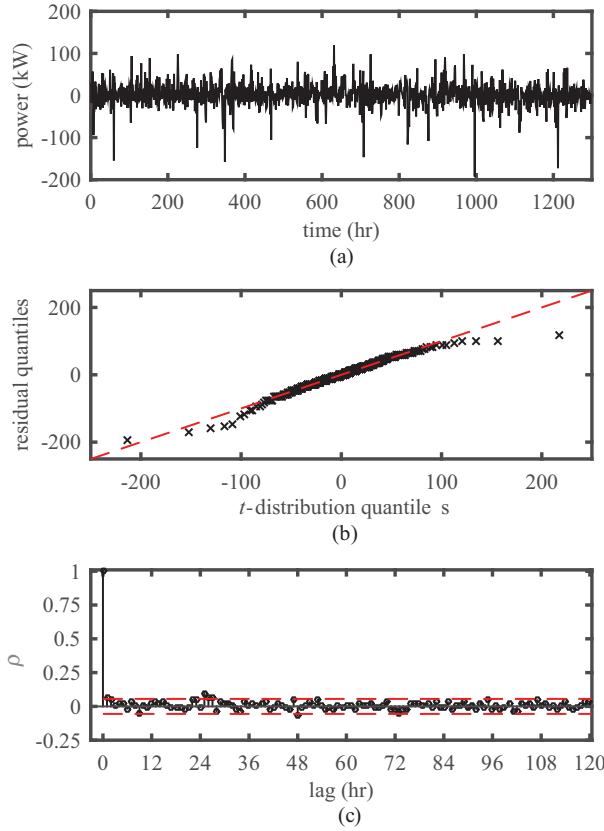 power (kW)
200
100
0
-100
-200
0 200 400 600 800 1000 1200
time (hr)
(a)
residual quantiles
200
0
-200
-200 -100 0 100 200
t-distribution quantile s
(b)
ρ
1
0.75
0.5
0.25
0
-0.25
0 12 24 36 48 60 72 84 96 108 120
lag (hr)
(c)